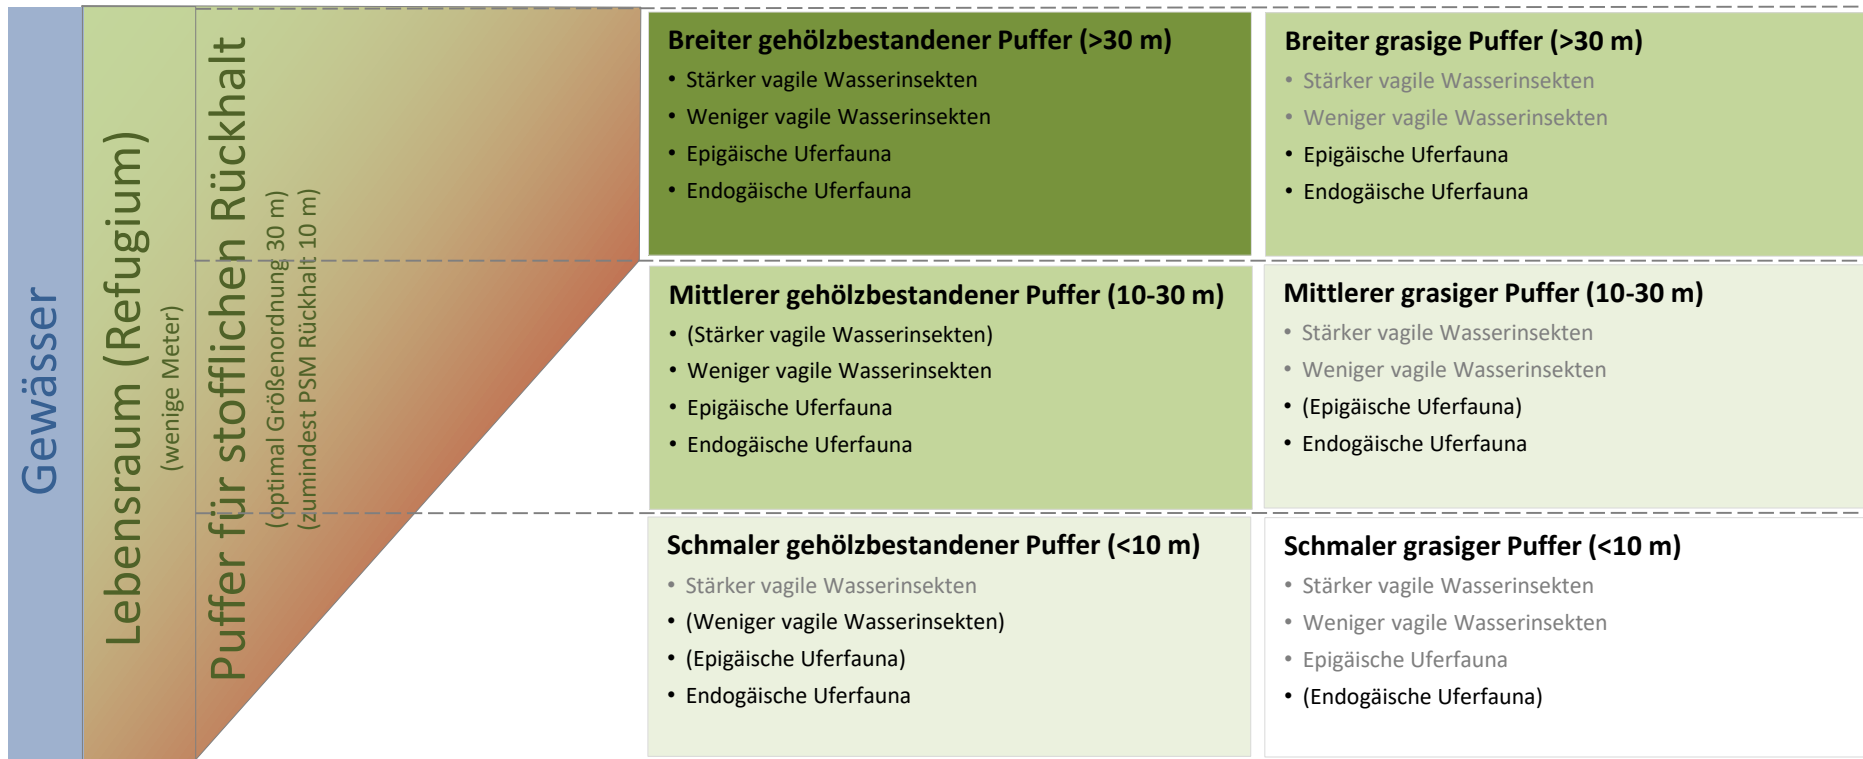 Gewässer
Lebensraum (Refugium)
(wenige Meter)
Puffer für stofflichen Rückhalt
(optimal Größenordnung 30 m)
(zumindest PSM Rückhalt 10 m)
Breiter gehölzbestandener Puffer (>30 m)
• Stärker vagile Wasserinsekten
• Weniger vagile Wasserinsekten
• Epigäische Uferfauna
• Endogäische Uferfauna
Breiter grasige Puffer (>30 m)
• Stärker vagile Wasserinsekten
• Weniger vagile Wasserinsekten
• Epigäische Uferfauna
• Endogäische Uferfauna
Mittlerer gehölzbestandener Puffer (10-30 m)
• (Stärker vagile Wasserinsekten)
• Weniger vagile Wasserinsekten
• Epigäische Uferfauna
• Endogäische Uferfauna
Mittlerer grasiger Puffer (10-30 m)
• Stärker vagile Wasserinsekten
• Weniger vagile Wasserinsekten
• (Epigäische Uferfauna)
• Endogäische Uferfauna
Schmaler gehölzbestandener Puffer (<10 m)
• Stärker vagile Wasserinsekten
• (Weniger vagile Wasserinsekten)
• (Epigäische Uferfauna)
• Endogäische Uferfauna
Schmaler grasiger Puffer (<10 m)
• Stärker vagile Wasserinsekten
• Weniger vagile Wasserinsekten
• Epigäische Uferfauna
• (Endogäische Uferfauna)